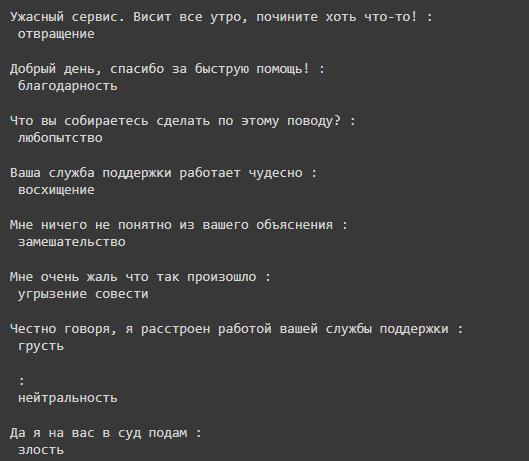 Ужасный сервис. Висит все утро, почините хоть что-то! :
отвращение
Добрый день, спасибо за быструю помощь! :
благодарность
Что вы собираетесь сделать по этому поводу? :
любопытство
Ваша служба поддержки работает чудесно :
восхищение
Мне ничего не понятно из вашего объяснения :
замешательство
Мне очень жаль что так произошло :
угрызение совести
Честно говоря, я расстроен работой вашей службы поддержки :
грусть
:
нейтральность
Да я на вас в суд подам :
злость